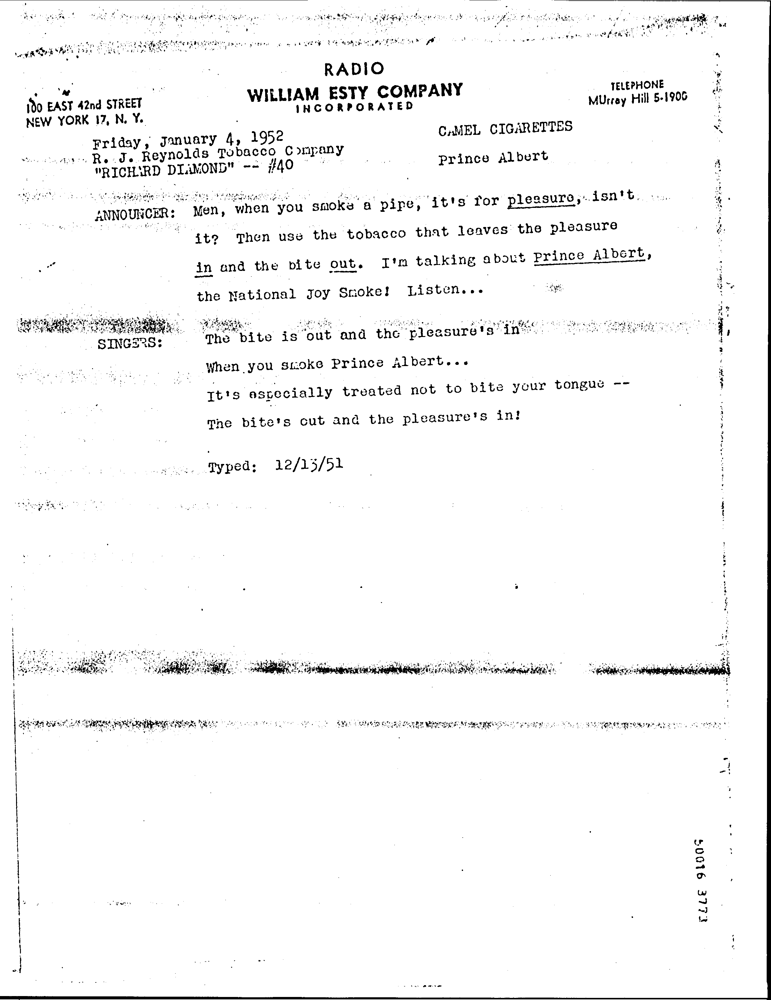 RADIO
WILLIAM ESTY COMPANY
INCORPORATED
100 EAST 42nd STREET
NEW YORK 17, N. Y.
TELEPHONE
MUrray Hill 5-1900
Friday, January 4, 1952
R. J. Reynolds Tobacco Company
"RICHARD DIAMOND" -- #40
CAMEL CIGARETTES
Prince Albert
ANNOUNCER: Men, when you smoke a pipe, it's for pleasure, isn't
it? Then use the tobacco that leaves the pleasure
in and the bite out. I'm talking about Prince Albert,
the National Joy Smoke! Listen...
SINGERS: The bite is out and the pleasure's in
When you smoke Prince Albert...
It's especially treated not to bite your tongue --
The bite's out and the pleasure's in!
Typed: 12/13/51
50016 3773